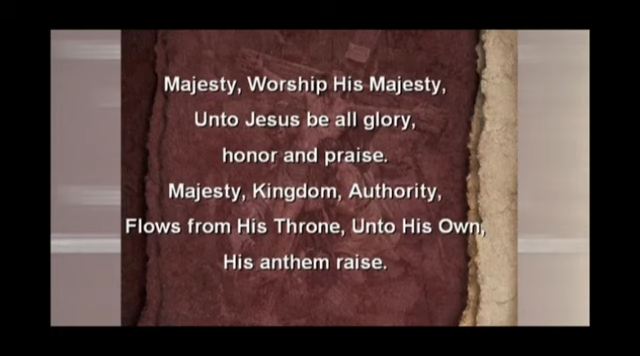 Majesty, Worship His Majesty,
Unto Jesus be all glory,
honor and praise.
Majesty, Kingdom, Authority,
Flows from His Throne, Unto His Own,
His anthem raise.